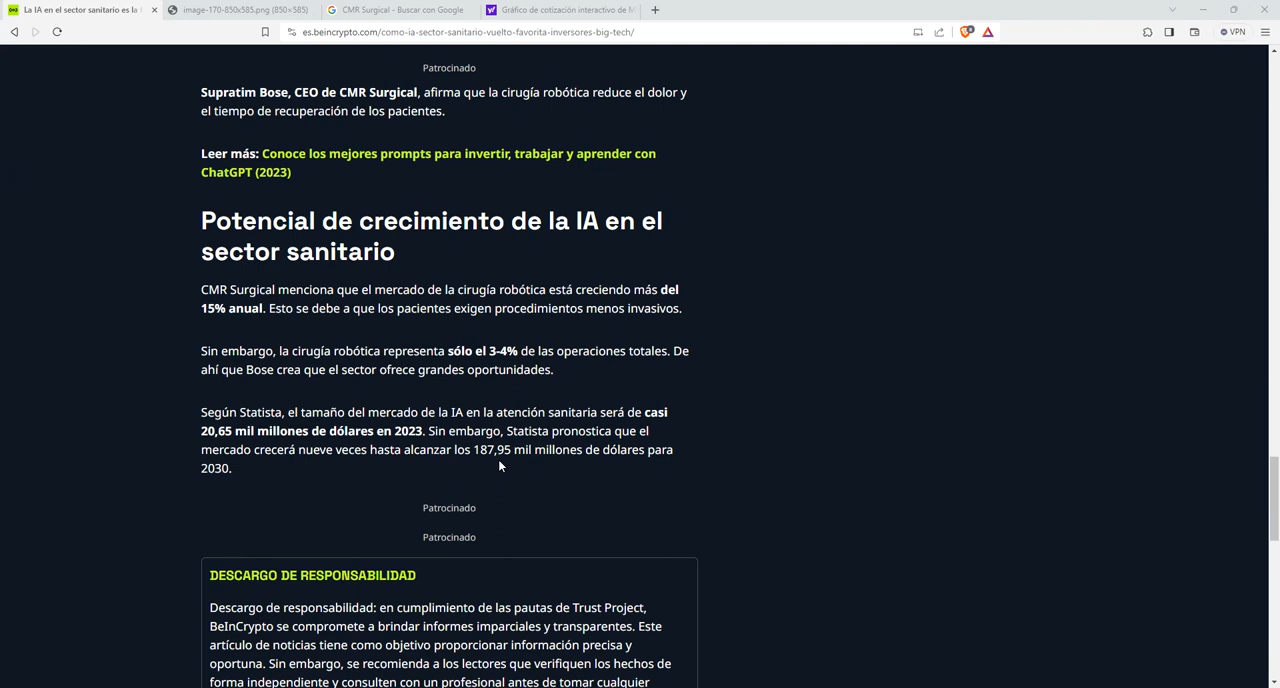 La IA en el sector sanitario es la
image-170-850x585.png (850×585)
CMR Surgical - Buscar con Google
Gráfico de cotización interactivo de
es.beincrypto.com/como-ia-sector-sanitario-vuelto-favorita-inversores-big-tech/
VPN
Patrocinado
Supratim Bose, CEO de CMR Surgical, afirma que la cirugía robótica reduce el dolor y
el tiempo de recuperación de los pacientes.
Leer más: Conoce los mejores prompts para invertir, trabajar y aprender con
ChatGPT (2023)
Potencial de crecimiento de la IA en el
sector sanitario
CMR Surgical menciona que el mercado de la cirugía robótica está creciendo más del
15% anual. Esto se debe a que los pacientes exigen procedimientos menos invasivos.
Sin embargo, la cirugía robótica representa sólo el 3-4% de las operaciones totales. De
ahí que Bose crea que el sector ofrece grandes oportunidades.
Según Statista, el tamaño del mercado de la IA en la atención sanitaria será de casi
20,65 mil millones de dólares en 2023. Sin embargo, Statista pronostica que el
mercado crecerá nueve veces hasta alcanzar los 187,95 mil millones de dólares para
2030.
Patrocinado
Patrocinado
DESCARGO DE RESPONSABILIDAD
Descargo de responsabilidad: en cumplimiento de las pautas de Trust Project,
BeInCrypto se compromete a brindar informes imparciales y transparentes. Este
artículo de noticias tiene como objetivo proporcionar información precisa y
oportuna. Sin embargo, se recomienda a los lectores que verifiquen los hechos de
forma independiente y consulten con un profesional antes de tomar cualquier